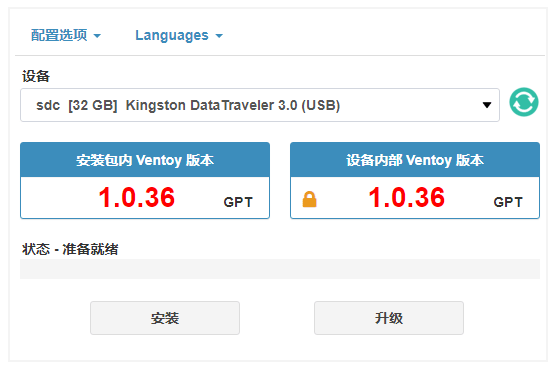 配置选项 Languages
设备
sdc [32 GB] Kingston DataTraveler 3.0 (USB)
安装包内 Ventoy 版本 设备内部 Ventoy 版本
1.0.36 GPT 1.0.36 GPT
状态 - 准备就绪
安装 升级